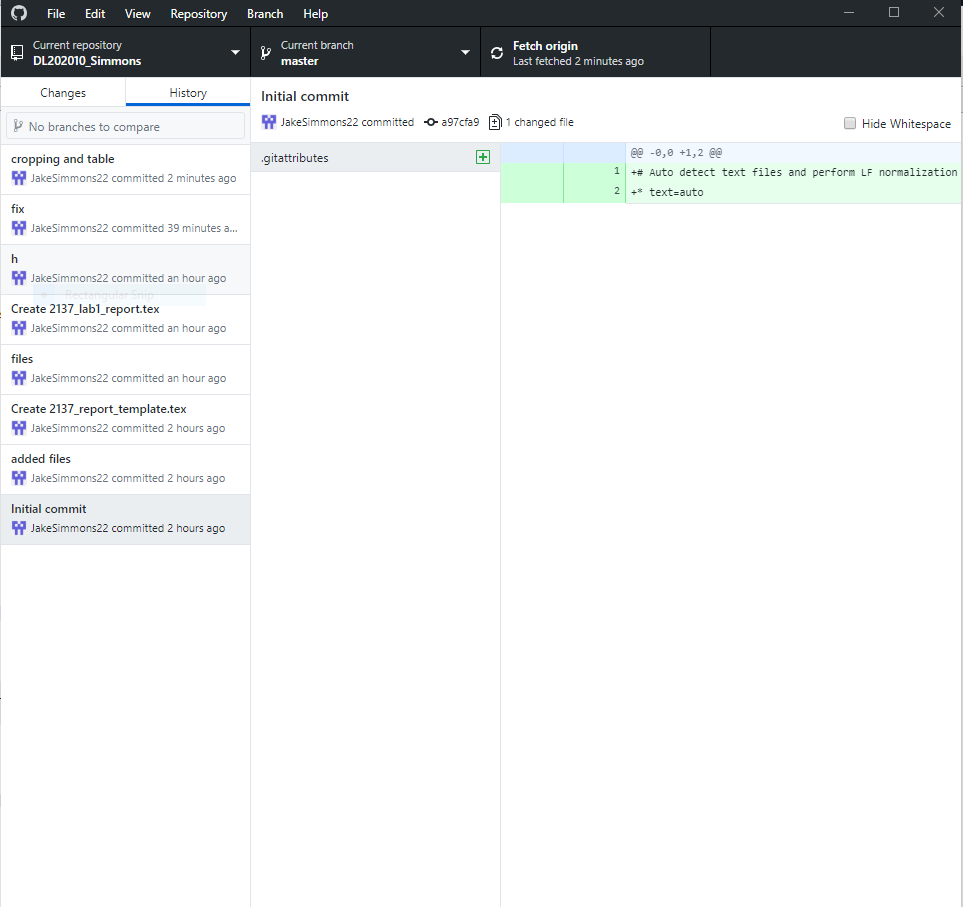 File Edit View Repository Branch Help
Current repository
DL202010_Simmons
Current branch
master
Fetch origin
Last fetched 2 minutes ago
Changes
History
No branches to compare
cropping and table
JakeSimmons22 committed 2 minutes ago
fix
JakeSimmons22 committed 39 minutes a...
h
JakeSimmons22 committed an hour ago
Rectangular Snip
Create 2137_lab1_report.tex
JakeSimmons22 committed an hour ago
files
JakeSimmons22 committed an hour ago
Create 2137_report_template.tex
JakeSimmons22 committed 2 hours ago
added files
JakeSimmons22 committed 2 hours ago
Initial commit
JakeSimmons22 committed 2 hours ago
Initial commit
JakeSimmons22 committed a97cfa9 1 changed file
Hide Whitespace
.gitattributes
@@ -0,0 +1,2 @@
1 +# Auto detect text files and perform LF normalization
2 +* text=auto